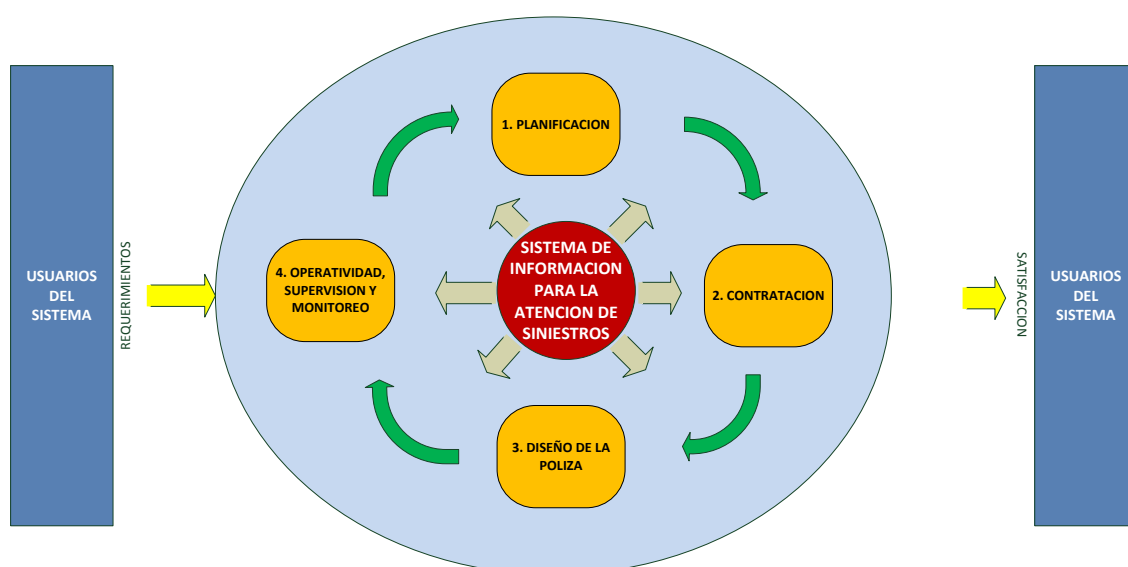 USUARIOS
DEL
SISTEMA
REQUERIMIENTOS
1. PLANIFICACION
4. OPERATIVIDAD,
SUPERVISION Y
MONITOREO
SISTEMA DE
INFORMACION
PARA LA
ATENCION DE
SINIESTROS
2. CONTRATACION
3. DISEÑO DE LA
POLIZA
SATISFACCION
USUARIOS
DEL
SISTEMA